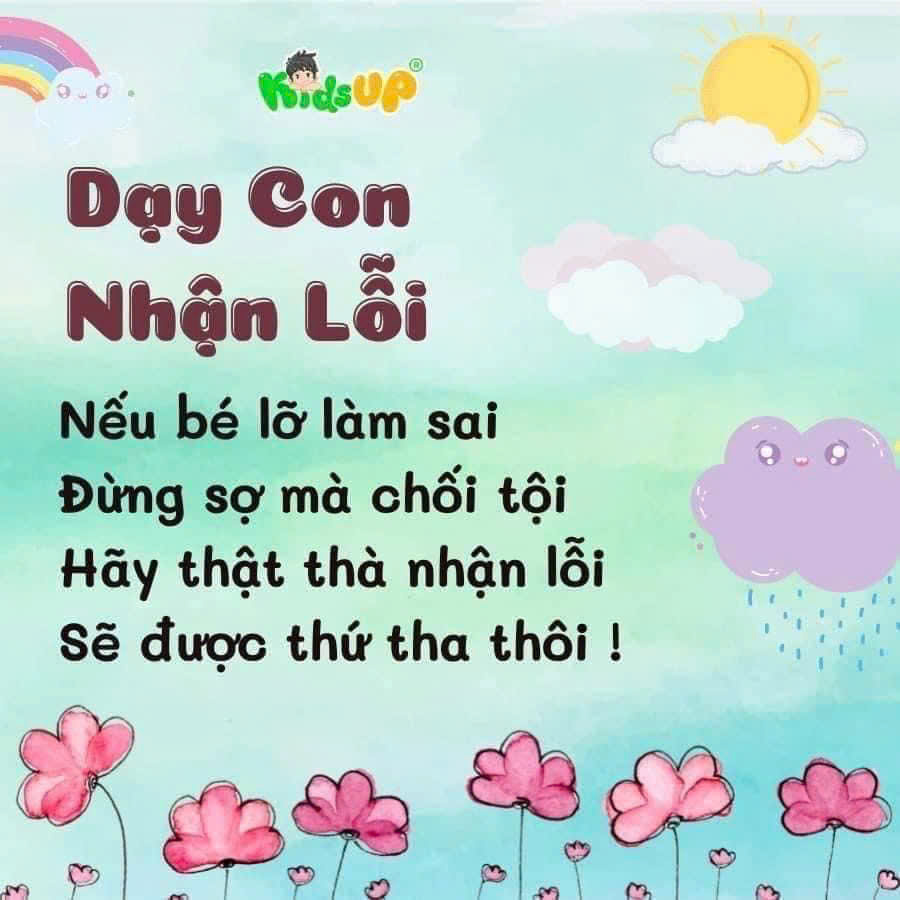 KidsUP®
Dạy Con
Nhận Lỗi
Nếu bé lỡ làm sai
Đừng sợ mà chối tội
Hãy thật thà nhận lỗi
Sẽ được thứ tha thôi !